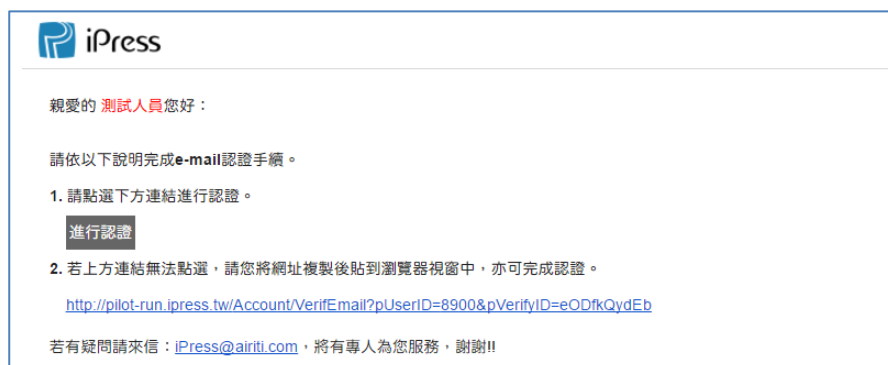 iPress
親愛的 測試人員您好：
請依以下說明完成e-mail認證手續。
1. 請點選下方連結進行認證。
進行認證
2. 若上方連結無法點選，請您將網址複製後貼到瀏覽器視窗中，亦可完成認證。
http://pilot-run.ipress.tw/Account/VerifEmail?pUserID=8900&pVerifyID=eODfkQydEb
若有疑問請來信：iPress@airiti.com，將有專人為您服務，謝謝!!